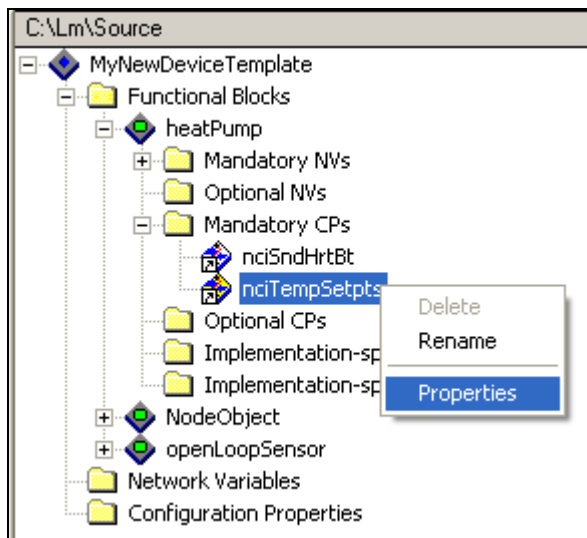 C:\Lm\Source
MyNewDeviceTemplate
Functional Blocks
heatPump
Mandatory NVs
Optional NVs
Mandatory CPs
nciSndHrtBt
nciTempSetpts
Delete
Optional CPs
Rename
Implementation-sp
Implementation-sp
Properties
NodeObject
openLoopSensor
Network Variables
Configuration Properties